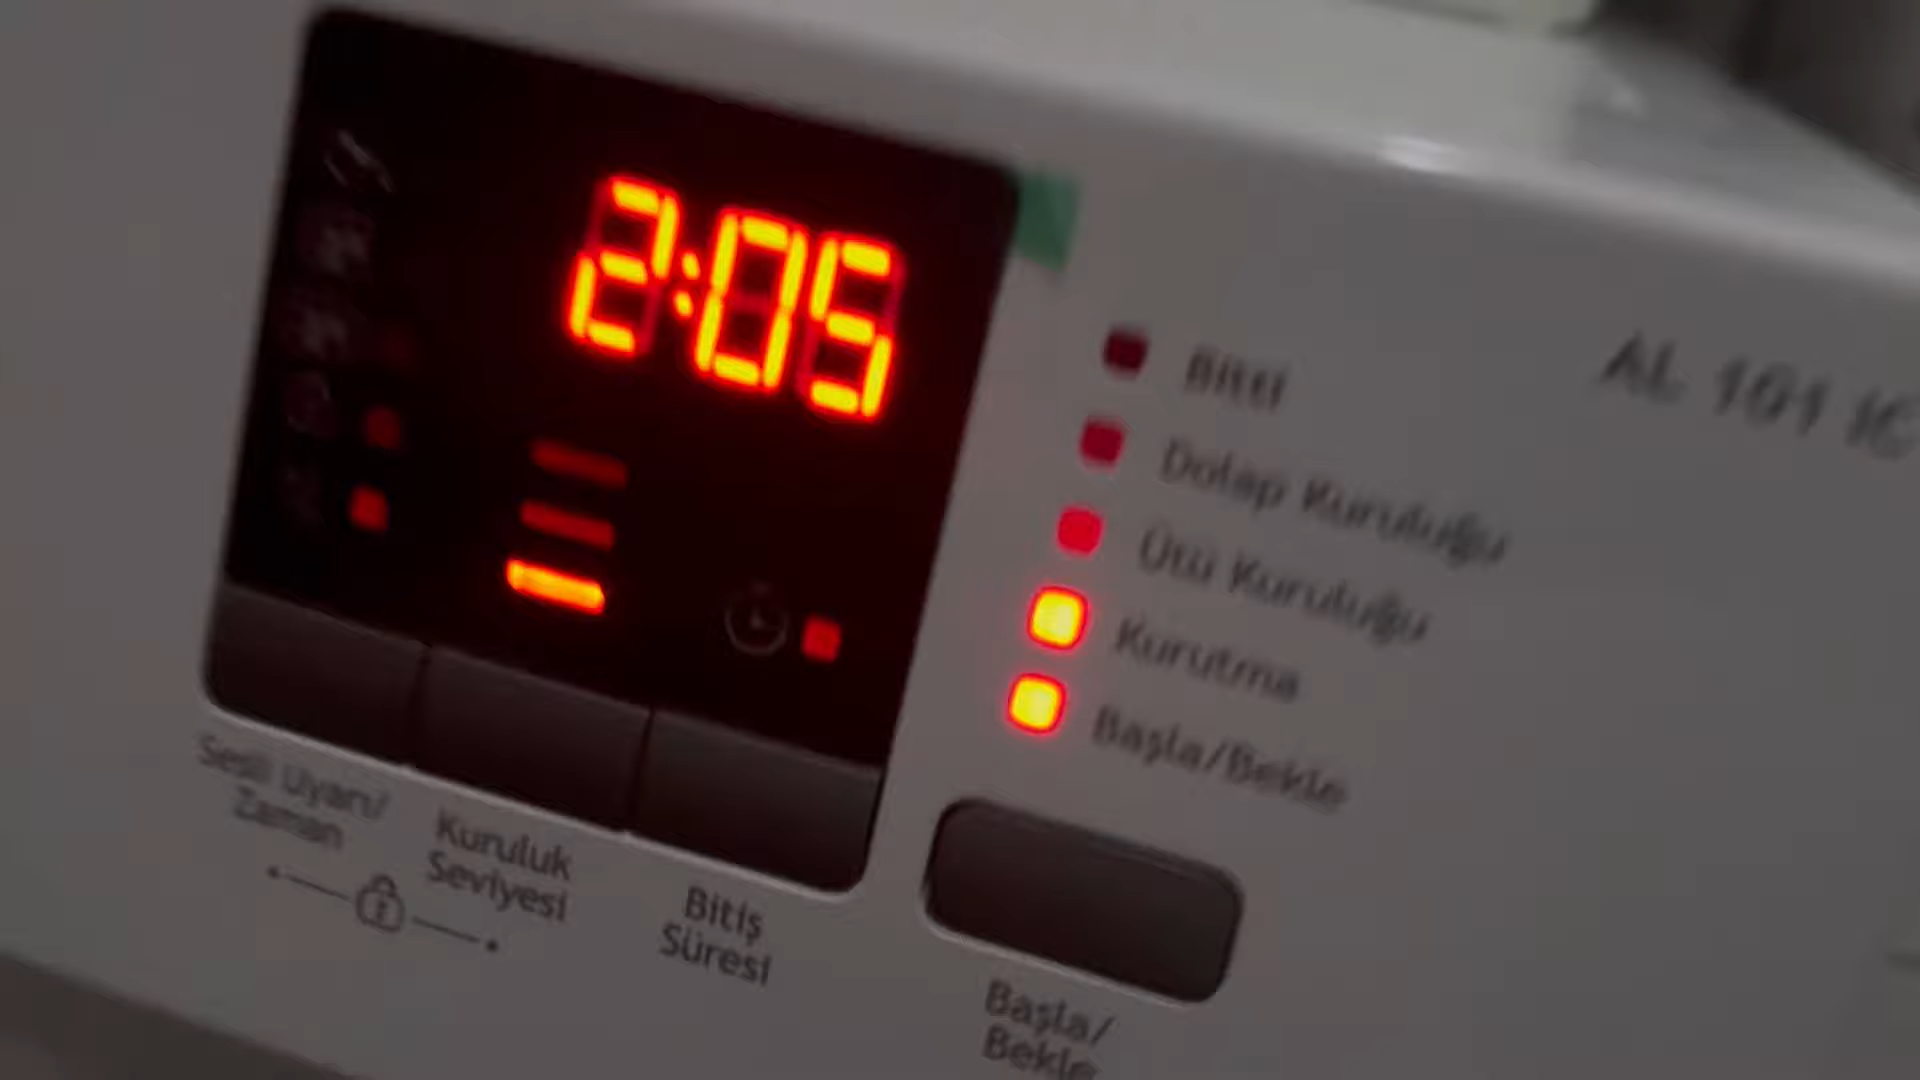 2:05
Bitti
Dolap Kuruluğu
Ütü Kuruluğu
Kurutma
Başla/Bekle
AL 101 IC
Sesli Uyarı/
Zaman
Kuruluk
Seviyesi
Bitiş
Süresi
Başla/
Bekle